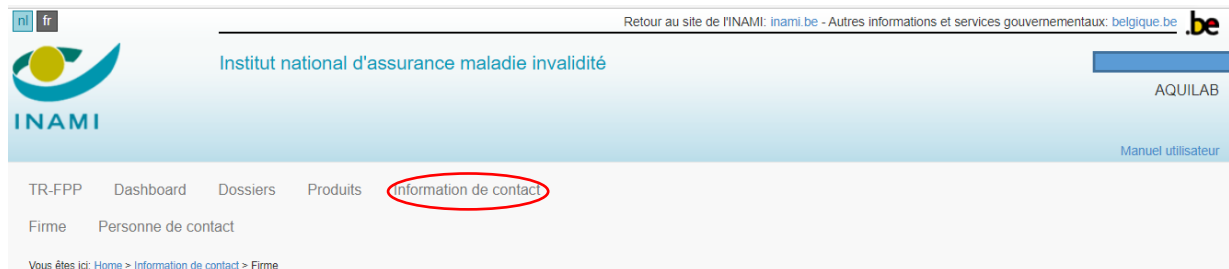 nl fr
Retour au site de l'INAMI: inami.be - Autres informations et services gouvernementaux: belgique.be
.be
Institut national d'assurance maladie invalidité
AQUILAB
INAMI
Manuel utilisateur
TR-FPP Dashboard Dossiers Produits Information de contact
Firme Personne de contact
Vous êtes ici: Home > Information de contact > Firme